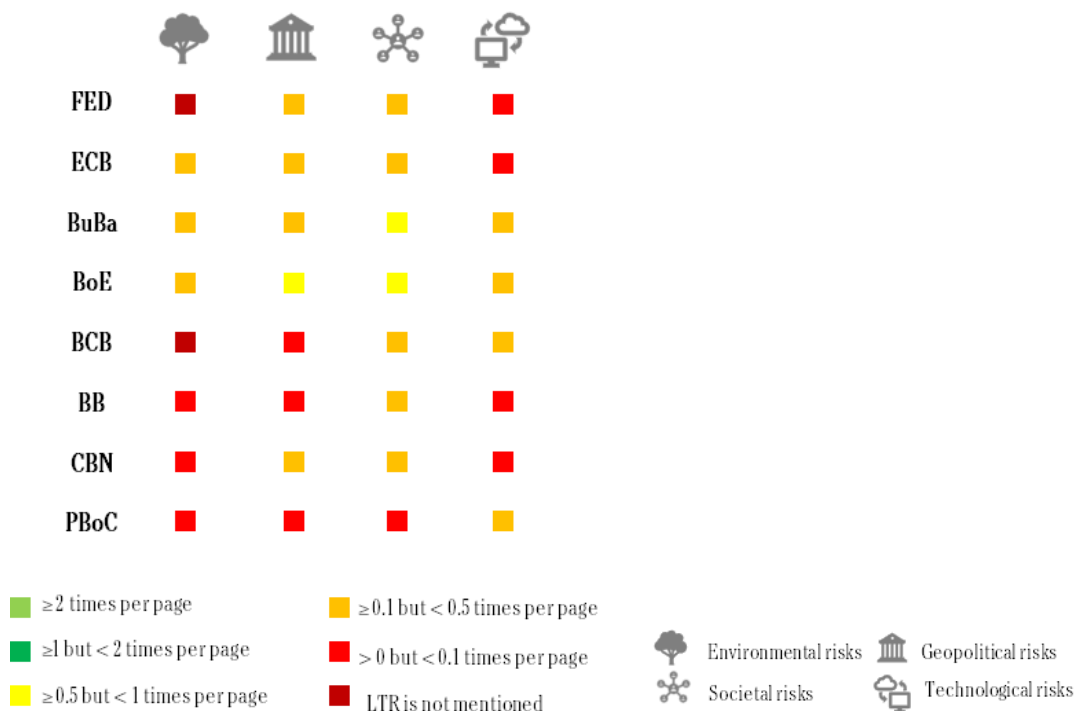 FED
ECB
BuBa
BoE
BCB
BB
CBN
PBoC
≥2 times per page
≥1 but < 2 times per page
≥0.5 but < 1 times per page
≥0.1 but < 0.5 times per page
> 0 but < 0.1 times per page
LTR is not mentioned
Environmental risks
Geopolitical risks
Societal risks
Technological risks